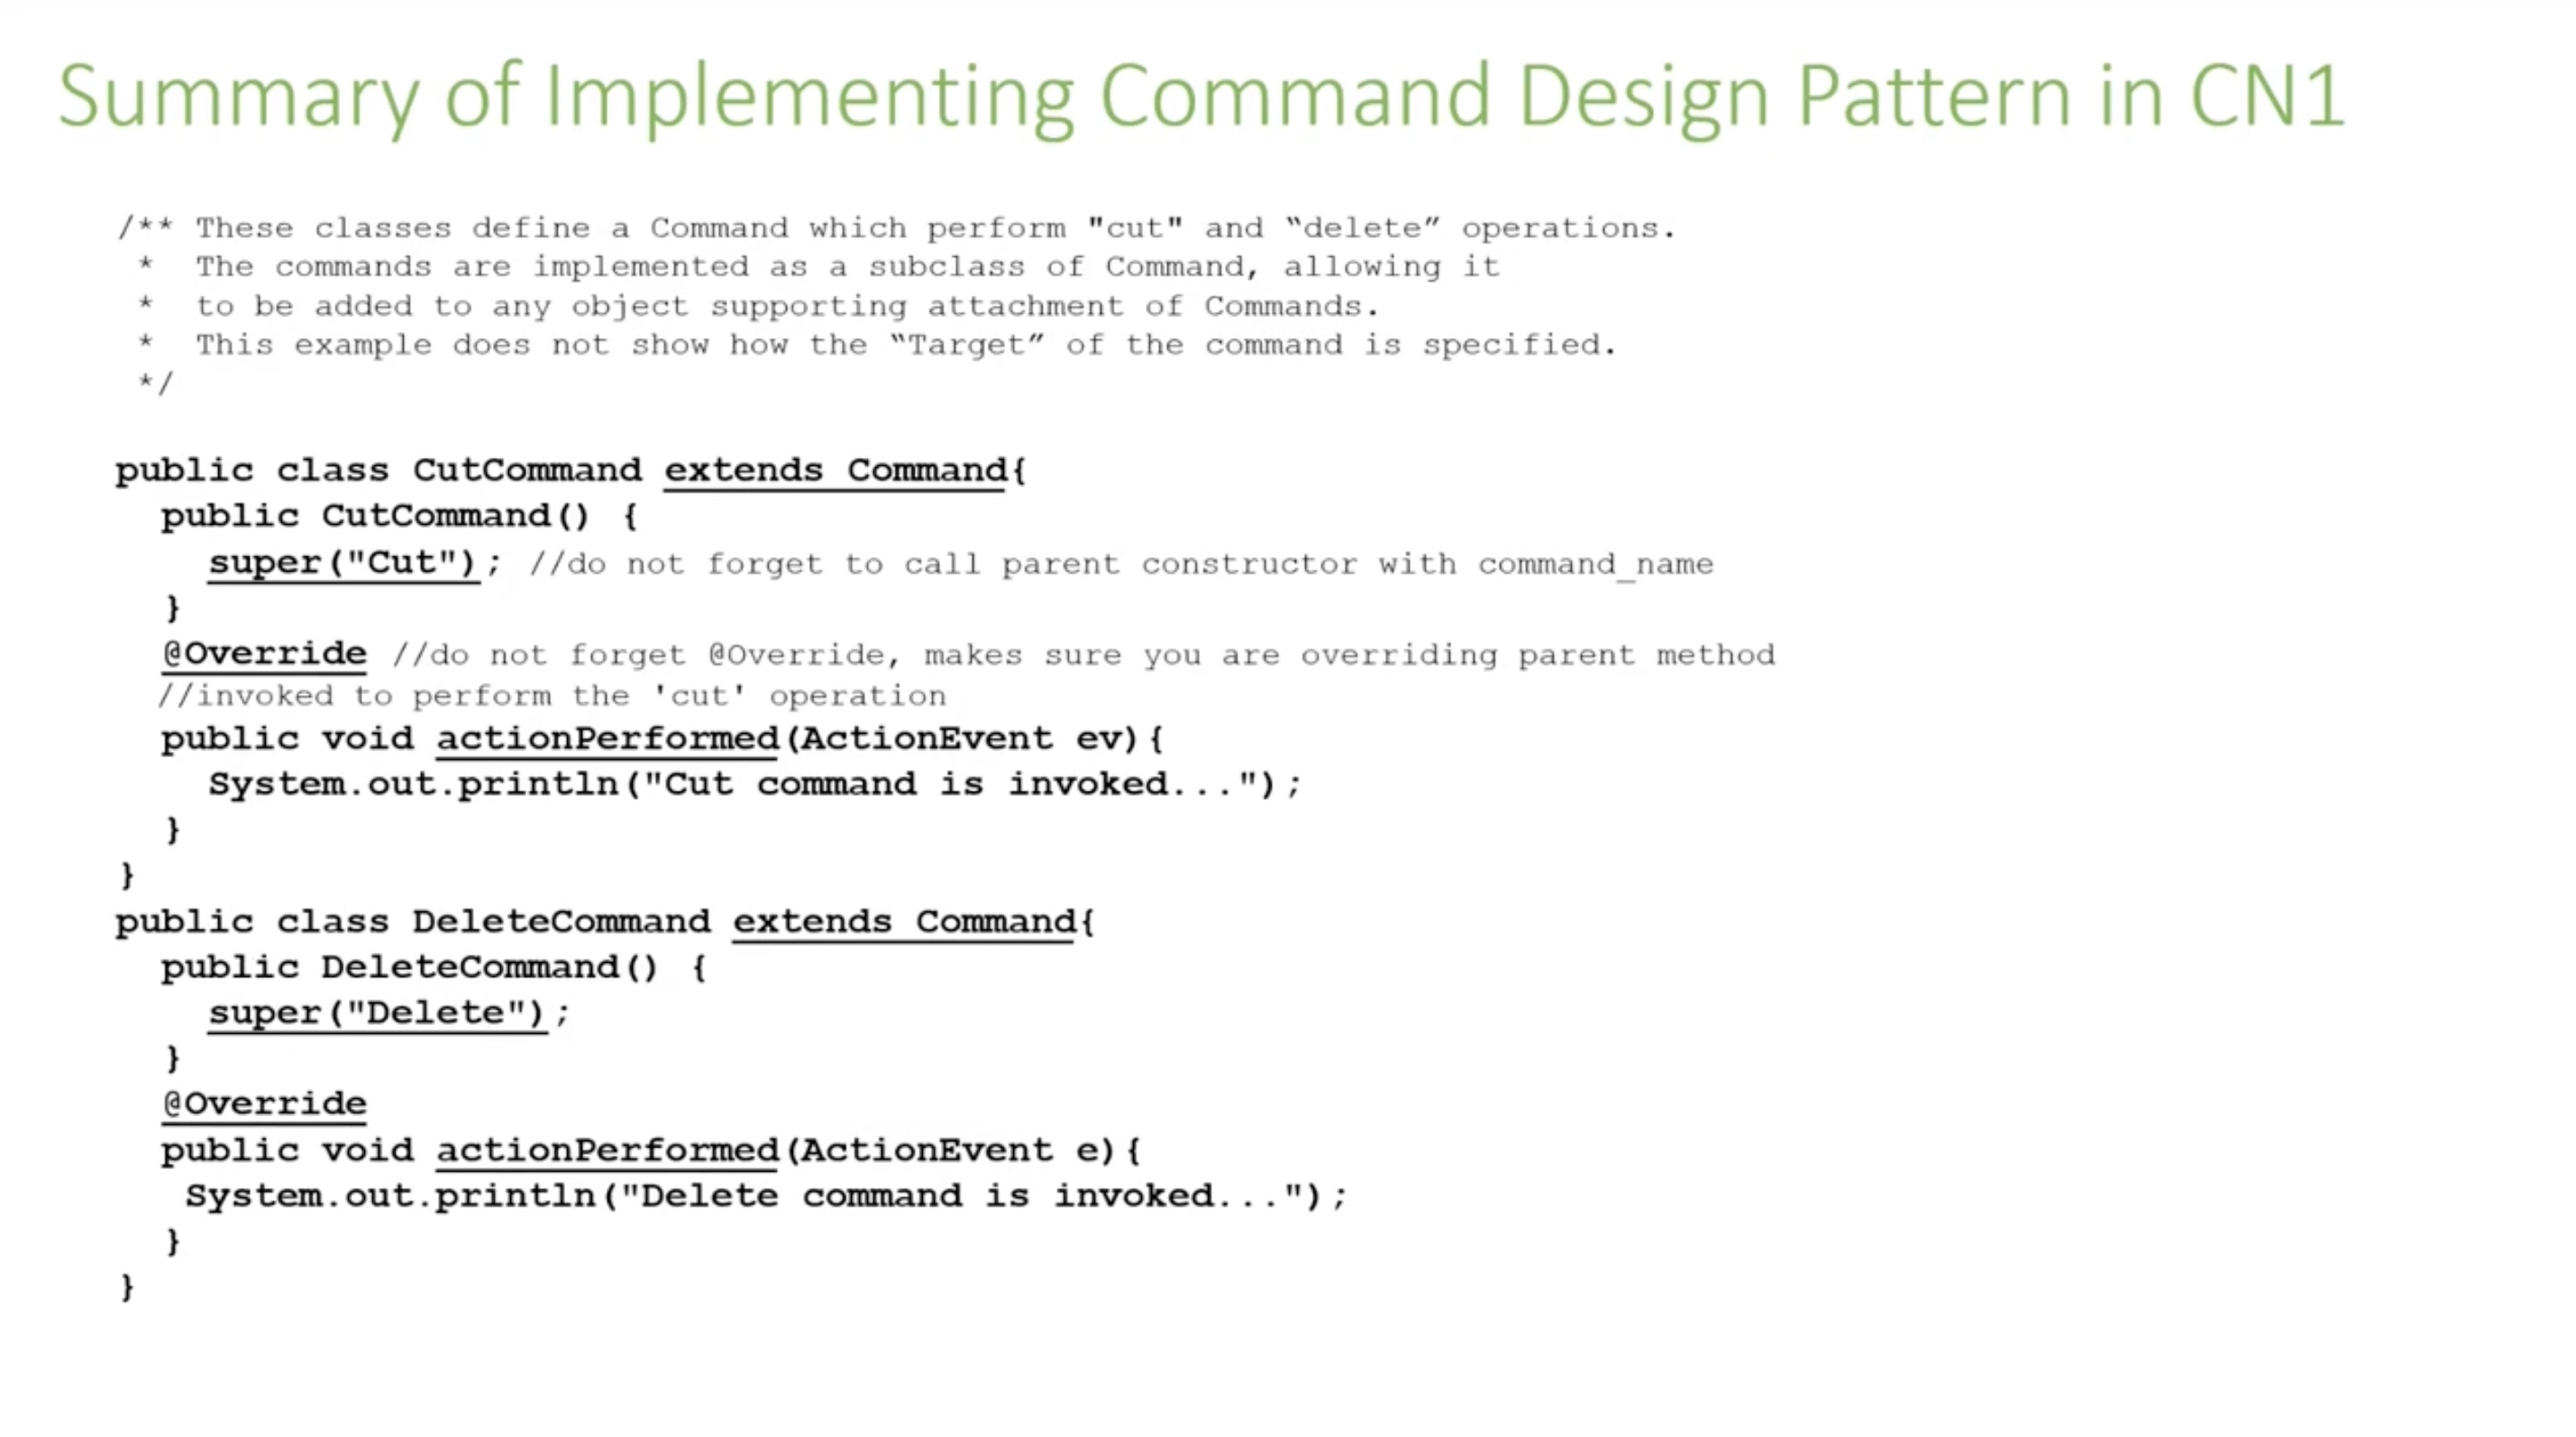 Summary of Implementing Command Design Pattern in CN1
/** These classes define a Command which perform "cut" and “delete” operations.
* The commands are implemented as a subclass of Command, allowing it
* to be added to any object supporting attachment of Commands.
* This example does not show how the “Target” of the command is specified.
*/
public class CutCommand extends Command{
public CutCommand() {
super("Cut"); //do not forget to call parent constructor with command_name
}
@Override //do not forget @Override, makes sure you are overriding parent method
//invoked to perform the 'cut' operation
public void actionPerformed(ActionEvent ev){
System.out.println("Cut command is invoked...");
}
}
public class DeleteCommand extends Command{
public DeleteCommand() {
super("Delete");
}
@Override
public void actionPerformed(ActionEvent e){
System.out.println("Delete command is invoked...");
}
}